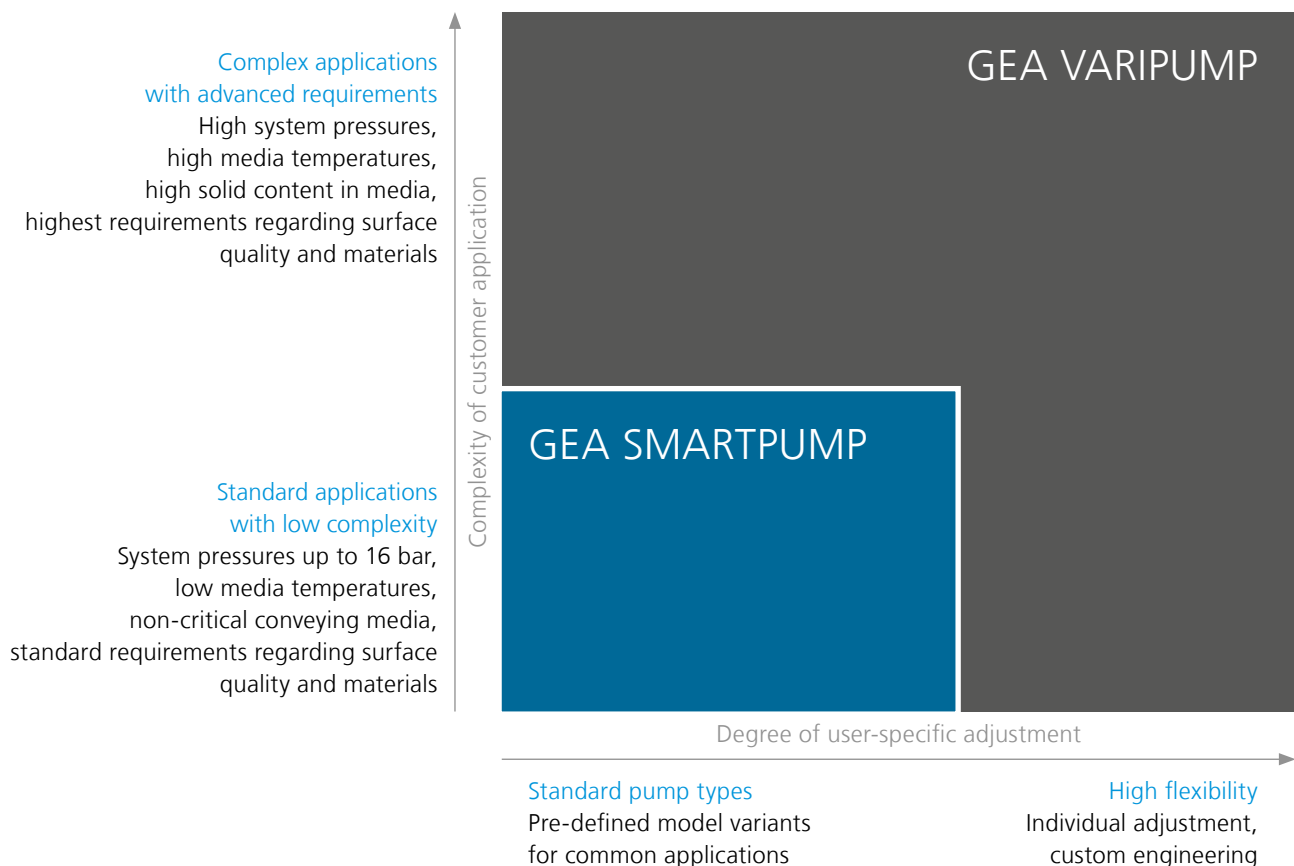 Complex applications
with advanced requirements
High system pressures,
high media temperatures,
high solid content in media,
highest requirements regarding surface
quality and materials
Complexity of customer application
GEA VARIPUMP
GEA SMARTPUMP
Standard applications
with low complexity
System pressures up to 16 bar,
low media temperatures,
non-critical conveying media,
standard requirements regarding surface
quality and materials
Degree of user-specific adjustment
Standard pump types
Pre-defined model variants
for common applications
High flexibility
Individual adjustment,
custom engineering